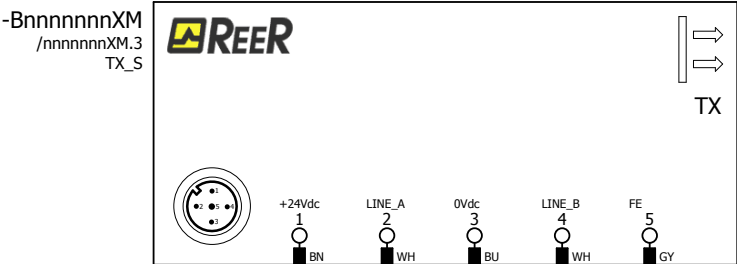 -BnnnnnnnXM
/nnnnnnnXM.3
TX_S
REER
TX
1
2 5 4
3
+24Vdc LINE_A 0Vdc LINE_B FE
1 2 3 4 5
BN WH BU WH GY